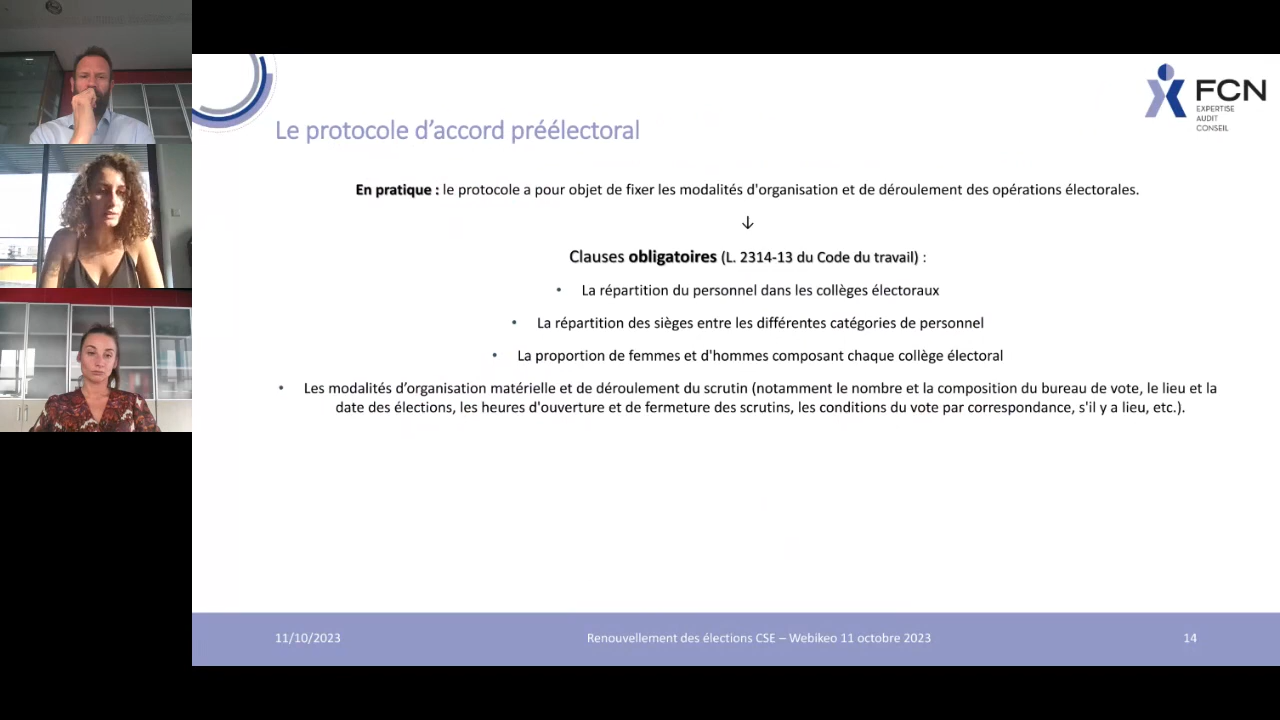 FCN
EXPERTISE
AUDIT
CONSEIL
Le protocole d'accord préélectoral
En pratique : le protocole a pour objet de fixer les modalités d'organisation et de déroulement des opérations électorales.
↓
Clauses obligatoires (L. 2314-13 du Code du travail) :
• La répartition du personnel dans les collèges électoraux
• La répartition des sièges entre les différentes catégories de personnel
• La proportion de femmes et d'hommes composant chaque collège électoral
• Les modalités d'organisation matérielle et de déroulement du scrutin (notamment le nombre et la composition du bureau de vote, le lieu et la
date des élections, les heures d'ouverture et de fermeture des scrutins, les conditions du vote par correspondance, s'il y a lieu, etc.).
11/10/2023
Renouvellement des élections CSE – Webikeo 11 octobre 2023
14